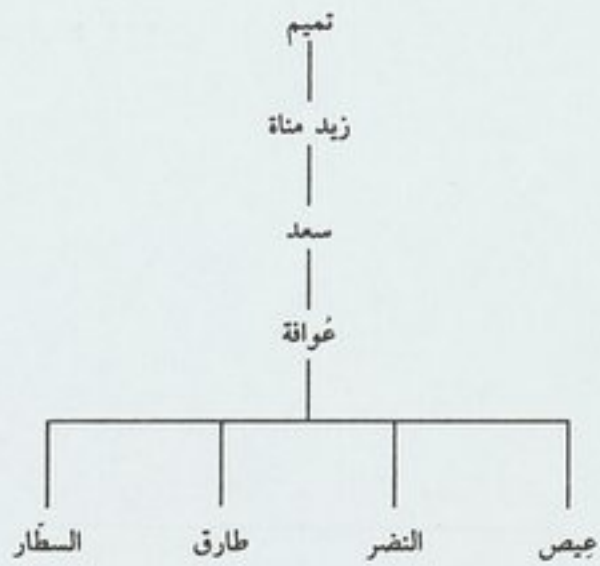 تميم
زيد مناة
سعد
عُوافة
عِيص النضر طارق السطّار